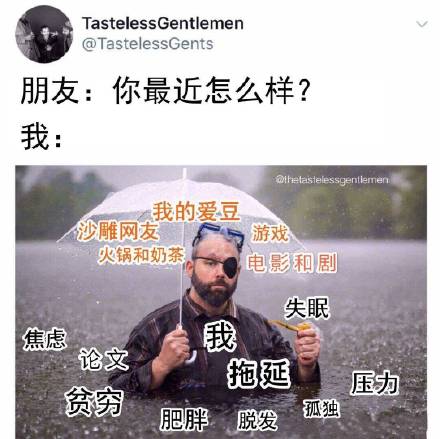 TastelessGentlemen
@TastelessGents
朋友：你最近怎么样？
我：
@thetastelessgentlemen
我的爱豆
沙雕网友
游戏
火锅和奶茶
电影和剧
失眠
焦虑
我
论文
拖延
压力
贫穷
孤独
肥胖
脱发